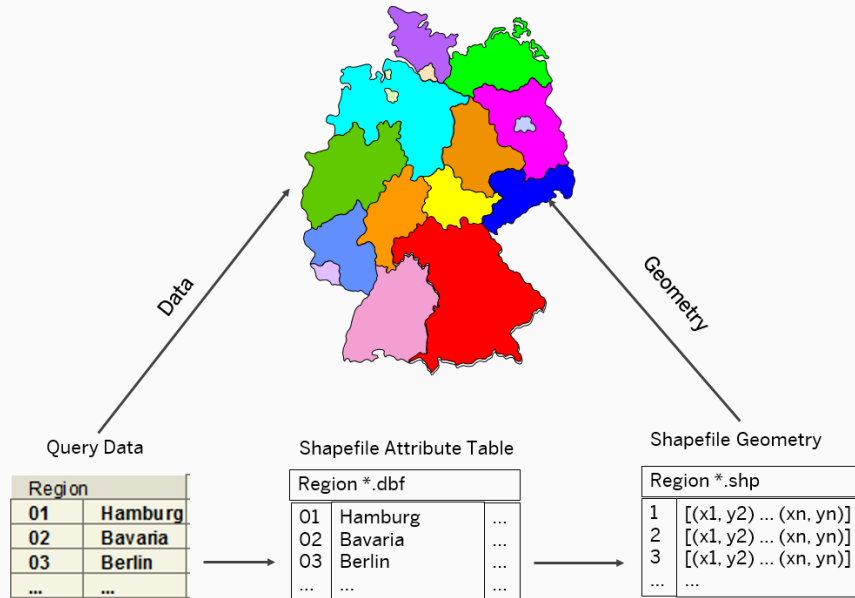 Data
Geometry
Query Data
Region
01 Hamburg
02 Bavaria
03 Berlin
... ...
Shapefile Attribute Table
Region *.dbf
01 Hamburg ...
02 Bavaria ...
03 Berlin ...
... ... ...
Shapefile Geometry
Region *.shp
1 [(x1, y2) ... (xn, yn)]
2 [(x1, y2) ... (xn, yn)]
3 [(x1, y2) ... (xn, yn)]
... ...